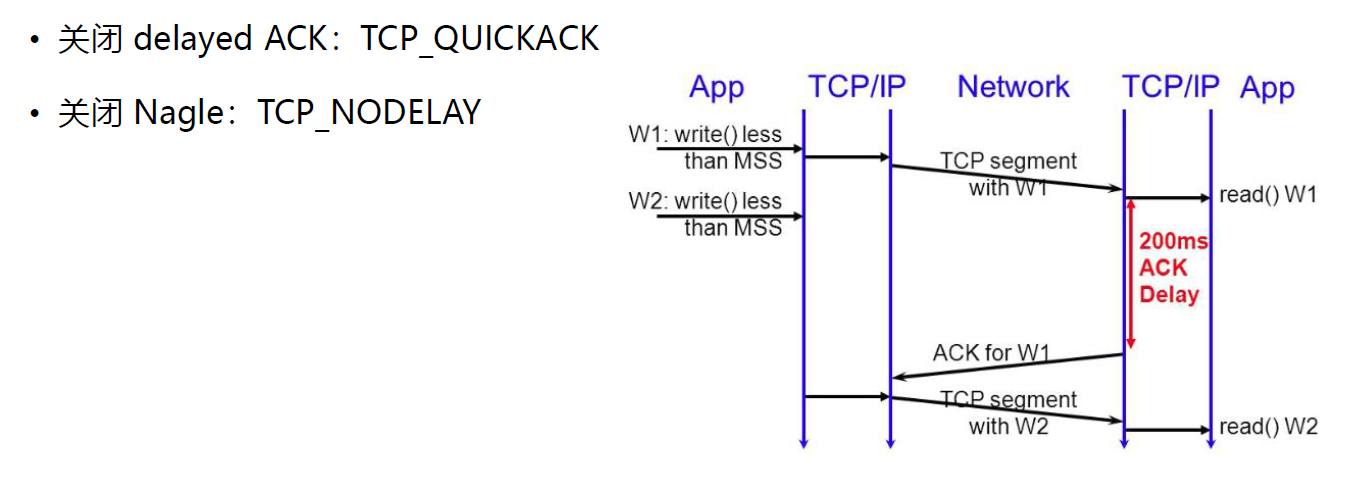 • 关闭 delayed ACK：TCP_QUICKACK
• 关闭 Nagle：TCP_NODELAY
App TCP/IP Network TCP/IP App
W1: write() less
than MSS
TCP segment
with W1
read() W1
W2: write() less
than MSS
200ms
ACK
Delay
ACK for W1
TCP segment
with W2
read() W2